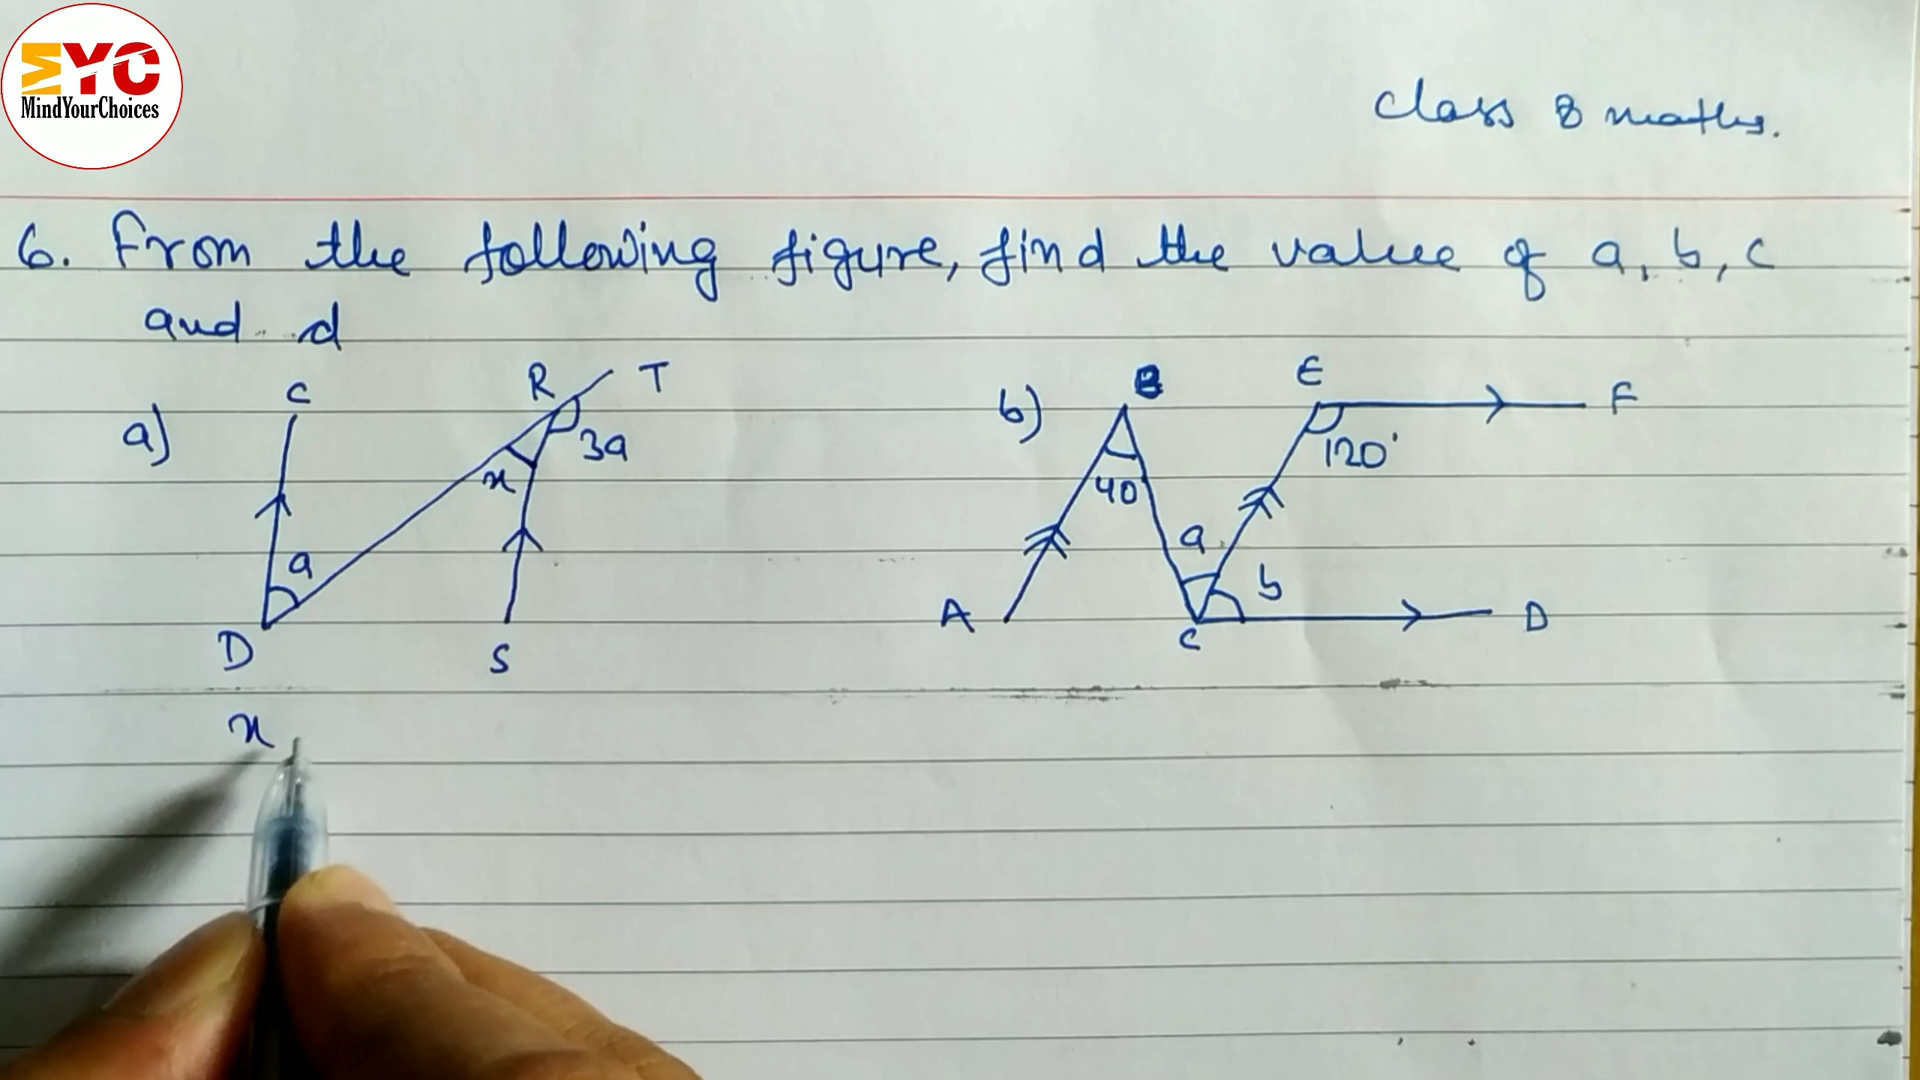 MYC
MindYourChoices
class 8 maths.
6. From the following figure, find the value of a, b, c
and d
a)
C
R
T
3a
x
a
D
S
b)
B
E
F
120°
40
a
b
A
C
D
x